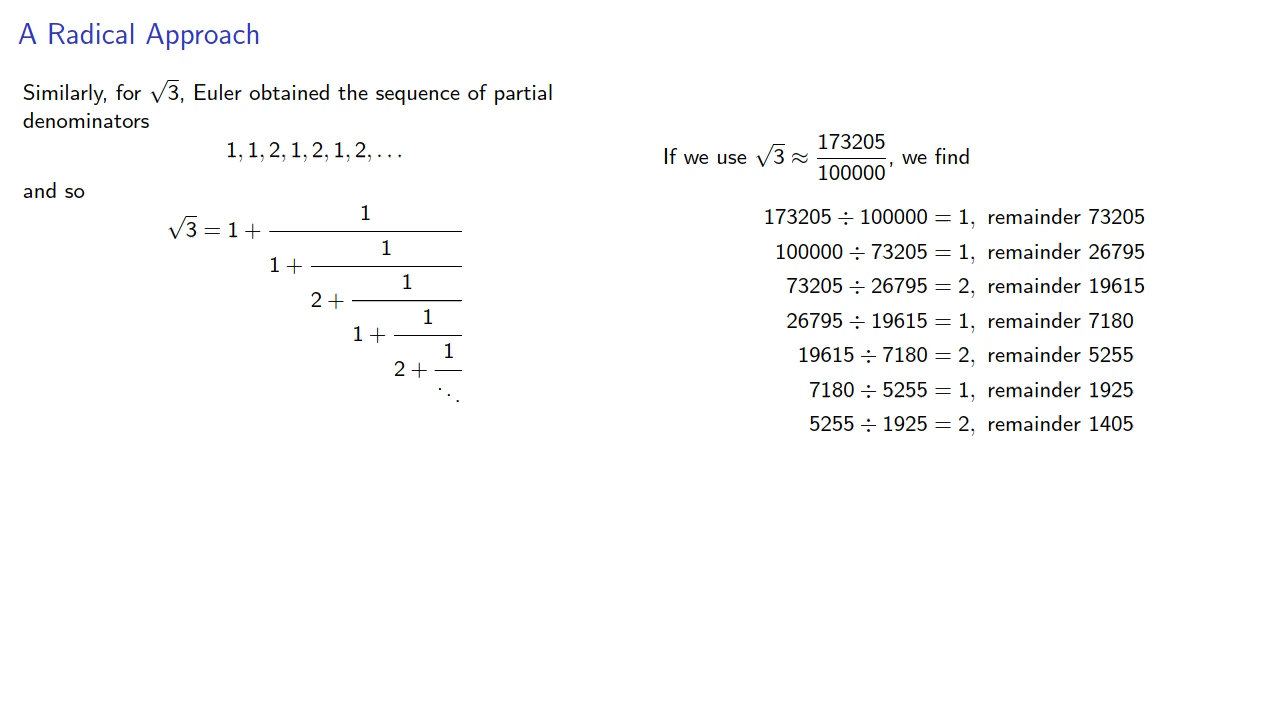 A Radical Approach
Similarly, for √3, Euler obtained the sequence of partial
denominators
1, 1, 2, 1, 2, 1, 2, . . .
and so
√3 = 1 + 1
1 + 1
2 + 1
1 + 1
2 + 1
⋱
If we use √3 ≈ 173205/100000, we find
173205 ÷ 100000 = 1, remainder 73205
100000 ÷ 73205 = 1, remainder 26795
73205 ÷ 26795 = 2, remainder 19615
26795 ÷ 19615 = 1, remainder 7180
19615 ÷ 7180 = 2, remainder 5255
7180 ÷ 5255 = 1, remainder 1925
5255 ÷ 1925 = 2, remainder 1405